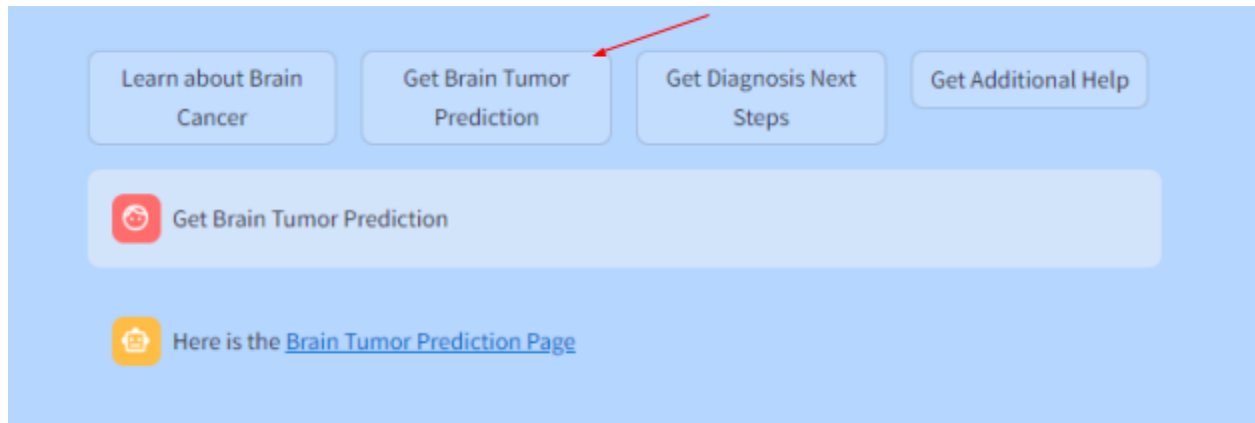 Learn about Brain
Cancer
Get Brain Tumor
Prediction
Get Diagnosis Next
Steps
Get Additional Help
Get Brain Tumor Prediction
Here is the Brain Tumor Prediction Page